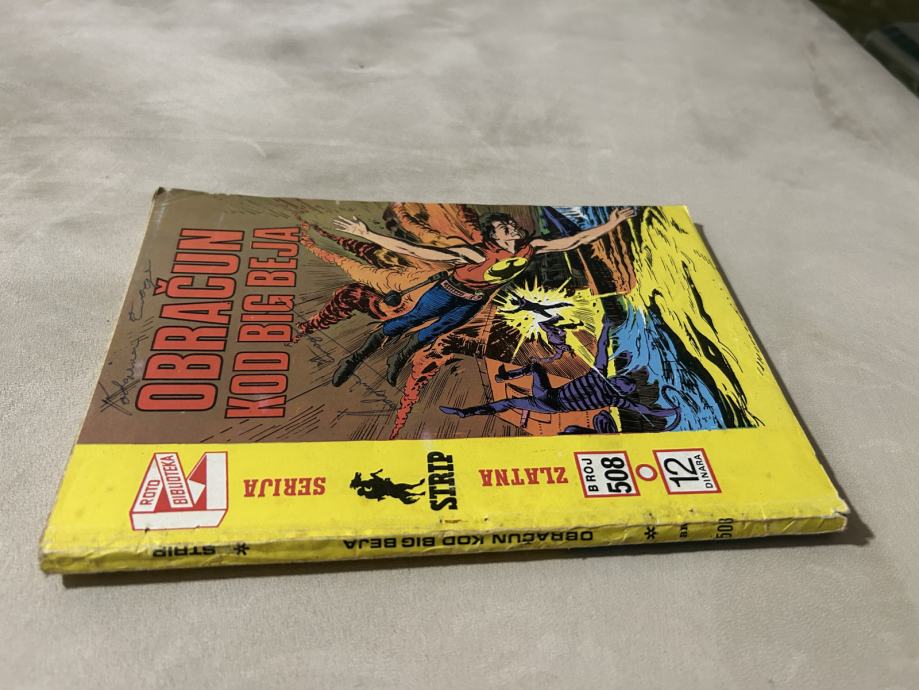 OBRAČUN
KOD BIG BEJA
ROTO
BIBLIOTEKA
SERIJA
STRIP
ZLATNA
BROJ
508
12
DINARA
STRIP * OBRAČUN KOD BIG BEJA * 508